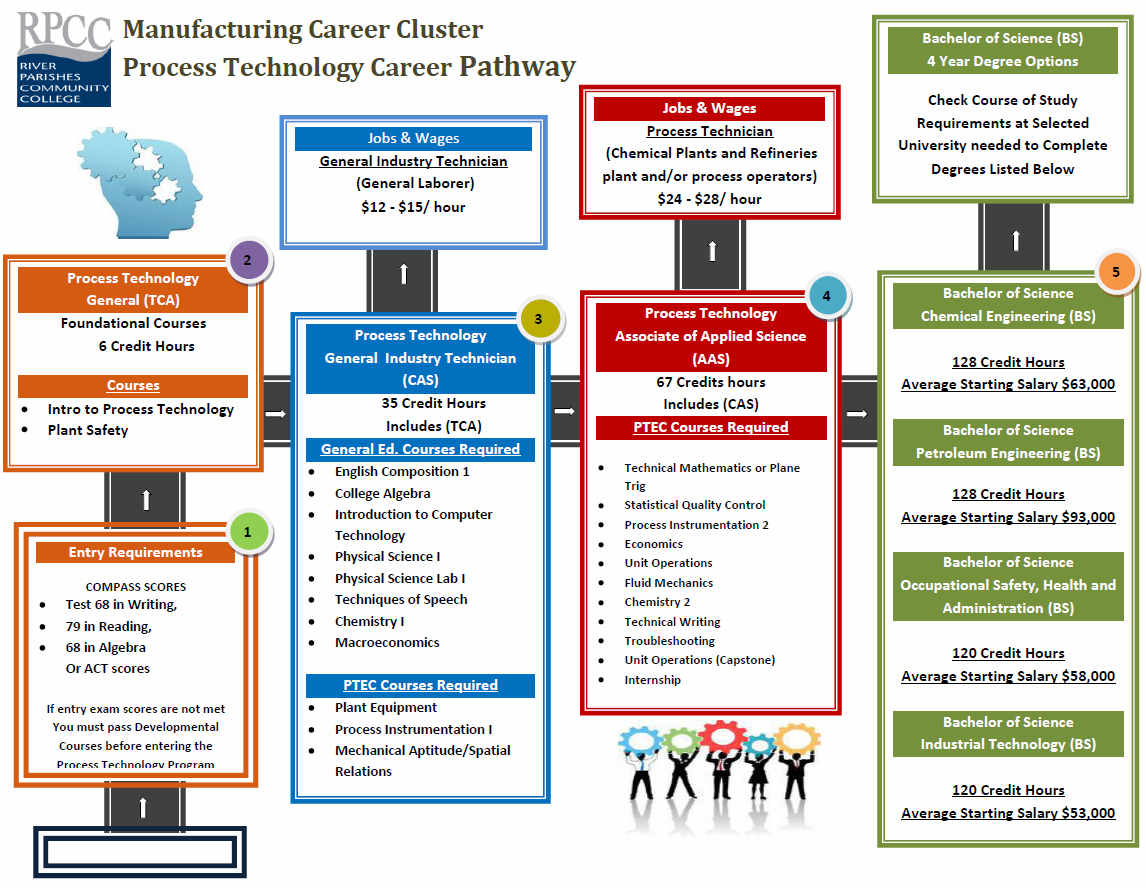 RPCC
RIVER
PARISHES
COMMUNITY
COLLEGE
Manufacturing Career Cluster
Process Technology Career Pathway
1
Entry Requirements
COMPASS SCORES
• Test 68 in Writing,
• 79 in Reading,
• 68 in Algebra
Or ACT scores
If entry exam scores are not met
You must pass Developmental
Courses before entering the
Process Technology Program
2
Process Technology
General (TCA)
Foundational Courses
6 Credit Hours
Courses
• Intro to Process Technology
• Plant Safety
Jobs & Wages
General Industry Technician
(General Laborer)
$12 - $15/ hour
3
Process Technology
General Industry Technician
(CAS)
35 Credit Hours
Includes (TCA)
General Ed. Courses Required
• English Composition 1
• College Algebra
• Introduction to Computer
Technology
• Physical Science I
• Physical Science Lab I
• Techniques of Speech
• Chemistry I
• Macroeconomics
PTEC Courses Required
• Plant Equipment
• Process Instrumentation I
• Mechanical Aptitude/Spatial
Relations
Jobs & Wages
Process Technician
(Chemical Plants and Refineries
plant and/or process operators)
$24 - $28/ hour
4
Process Technology
Associate of Applied Science
(AAS)
67 Credits hours
Includes (CAS)
PTEC Courses Required
• Technical Mathematics or Plane
Trig
• Statistical Quality Control
• Process Instrumentation 2
• Economics
• Unit Operations
• Fluid Mechanics
• Chemistry 2
• Technical Writing
• Troubleshooting
• Unit Operations (Capstone)
• Internship
Bachelor of Science (BS)
4 Year Degree Options
Check Course of Study
Requirements at Selected
University needed to Complete
Degrees Listed Below
5
Bachelor of Science
Chemical Engineering (BS)
128 Credit Hours
Average Starting Salary $63,000
Bachelor of Science
Petroleum Engineering (BS)
128 Credit Hours
Average Starting Salary $93,000
Bachelor of Science
Occupational Safety, Health and
Administration (BS)
120 Credit Hours
Average Starting Salary $58,000
Bachelor of Science
Industrial Technology (BS)
120 Credit Hours
Average Starting Salary $53,000